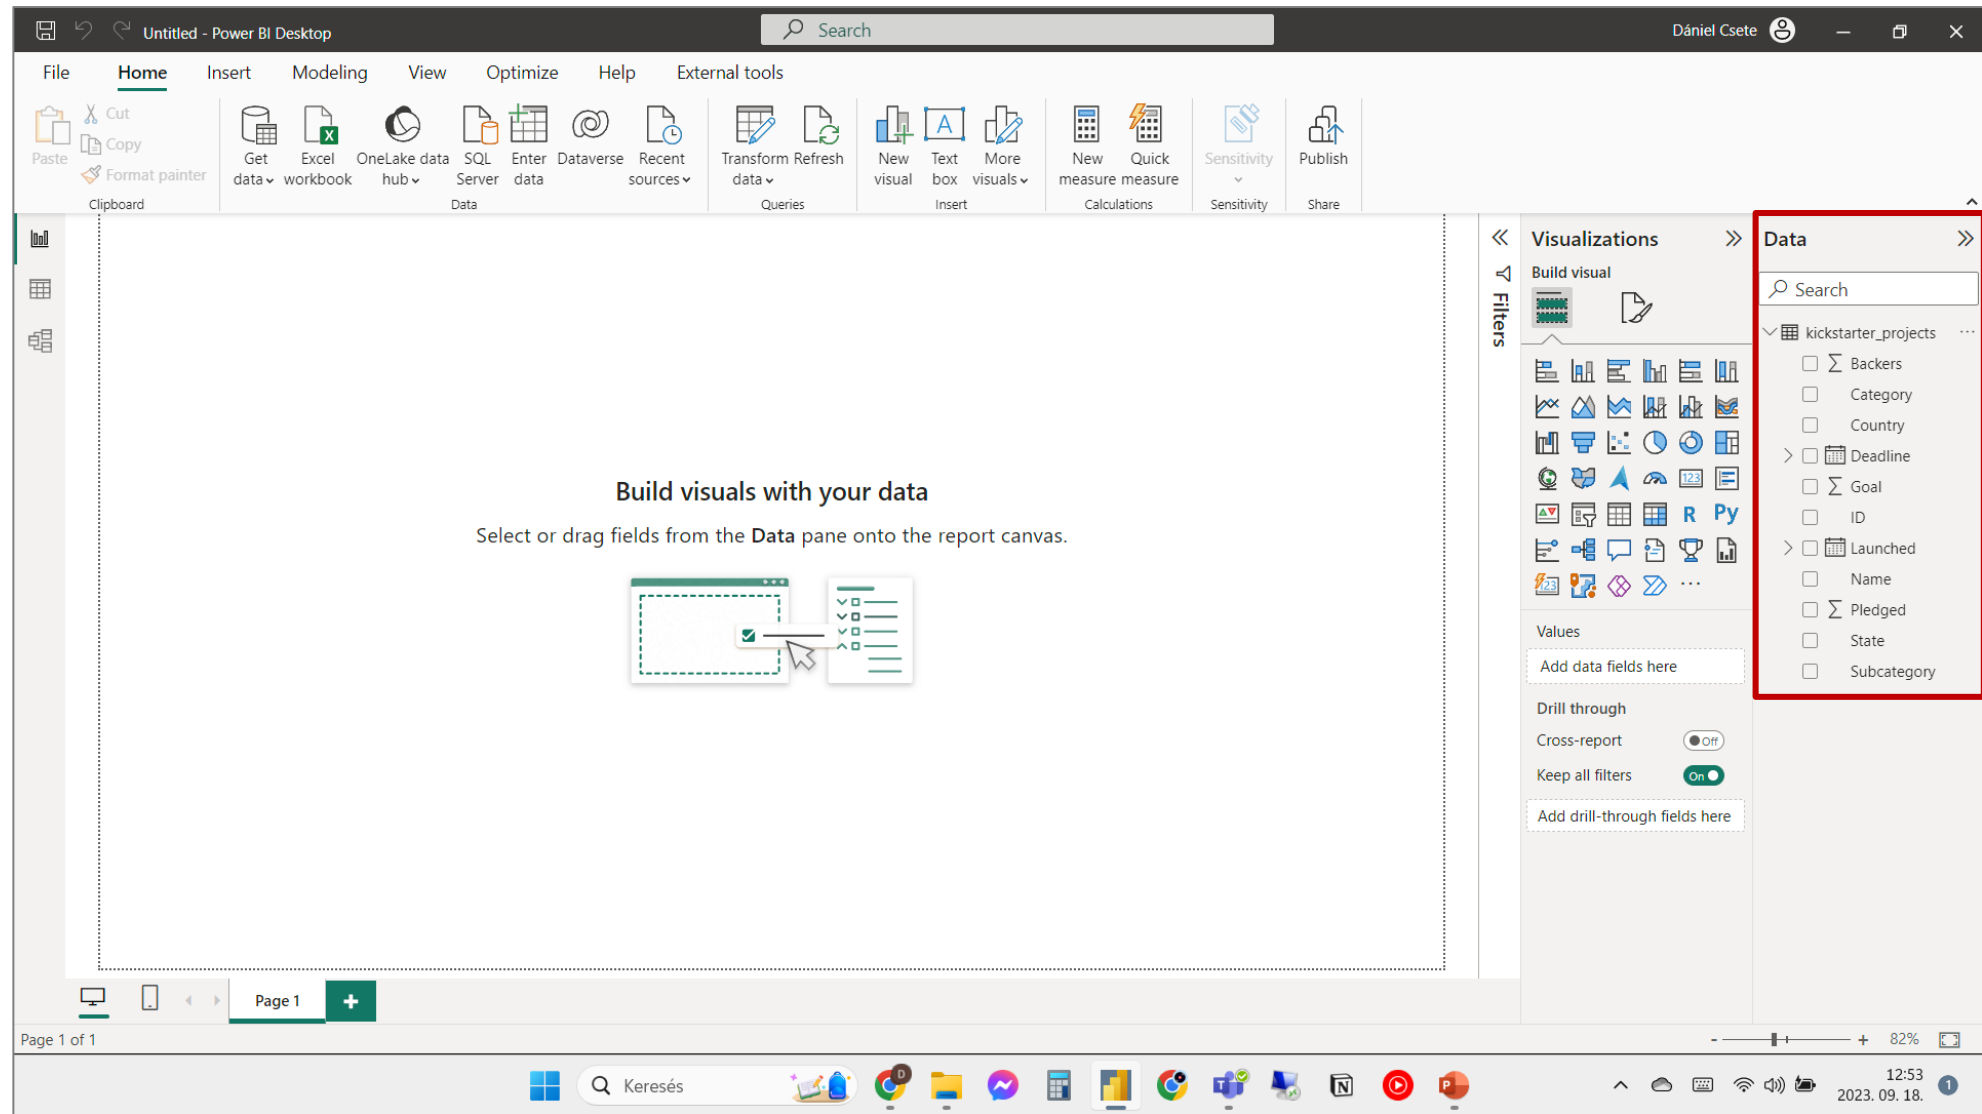 Untitled - Power BI Desktop
Search
Dániel Csete
File Home Insert Modeling View Optimize Help External tools
Paste
Cut
Copy
Format painter
Clipboard
Get data
Excel workbook
OneLake data hub
SQL Server
Enter data
Dataverse
Recent sources
Data
Transform data
Refresh
Queries
New visual
Text box
More visuals
Insert
New measure
Quick measure
Calculations
Sensitivity
Sensitivity
Publish
Share
Build visuals with your data
Select or drag fields from the Data pane onto the report canvas.
Filters
Visualizations
Build visual
123
R
Py
123
Values
Add data fields here
Drill through
Cross-report
Off
Keep all filters
On
Add drill-through fields here
Data
Search
kickstarter_projects
Backers
Category
Country
Deadline
Goal
ID
Launched
Name
Pledged
State
Subcategory
Page 1
Page 1 of 1
82%
Keresés
D
12:53
2023. 09. 18.
1